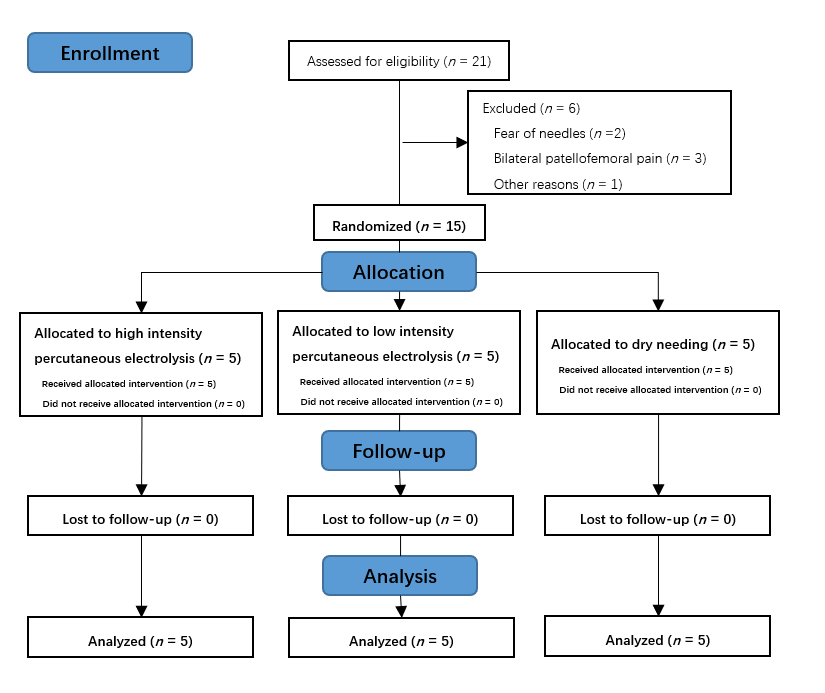 Enrollment
Assessed for eligibility (n = 21)
Excluded (n = 6)
Fear of needles (n =2)
Bilateral patellofemoral pain (n = 3)
Other reasons (n = 1)
Randomized (n = 15)
Allocation
Allocated to high intensity
percutaneous electrolysis (n = 5)
Received allocated intervention (n = 5)
Did not receive allocated intervention (n = 0)
Allocated to low intensity
percutaneous electrolysis (n = 5)
Received allocated intervention (n = 5)
Did not receive allocated intervention (n = 0)
Allocated to dry needing (n = 5)
Received allocated intervention (n = 5)
Did not receive allocated intervention (n = 0)
Follow-up
Lost to follow-up (n = 0)
Lost to follow-up (n = 0)
Lost to follow-up (n = 0)
Analysis
Analyzed (n = 5)
Analyzed (n = 5)
Analyzed (n = 5)